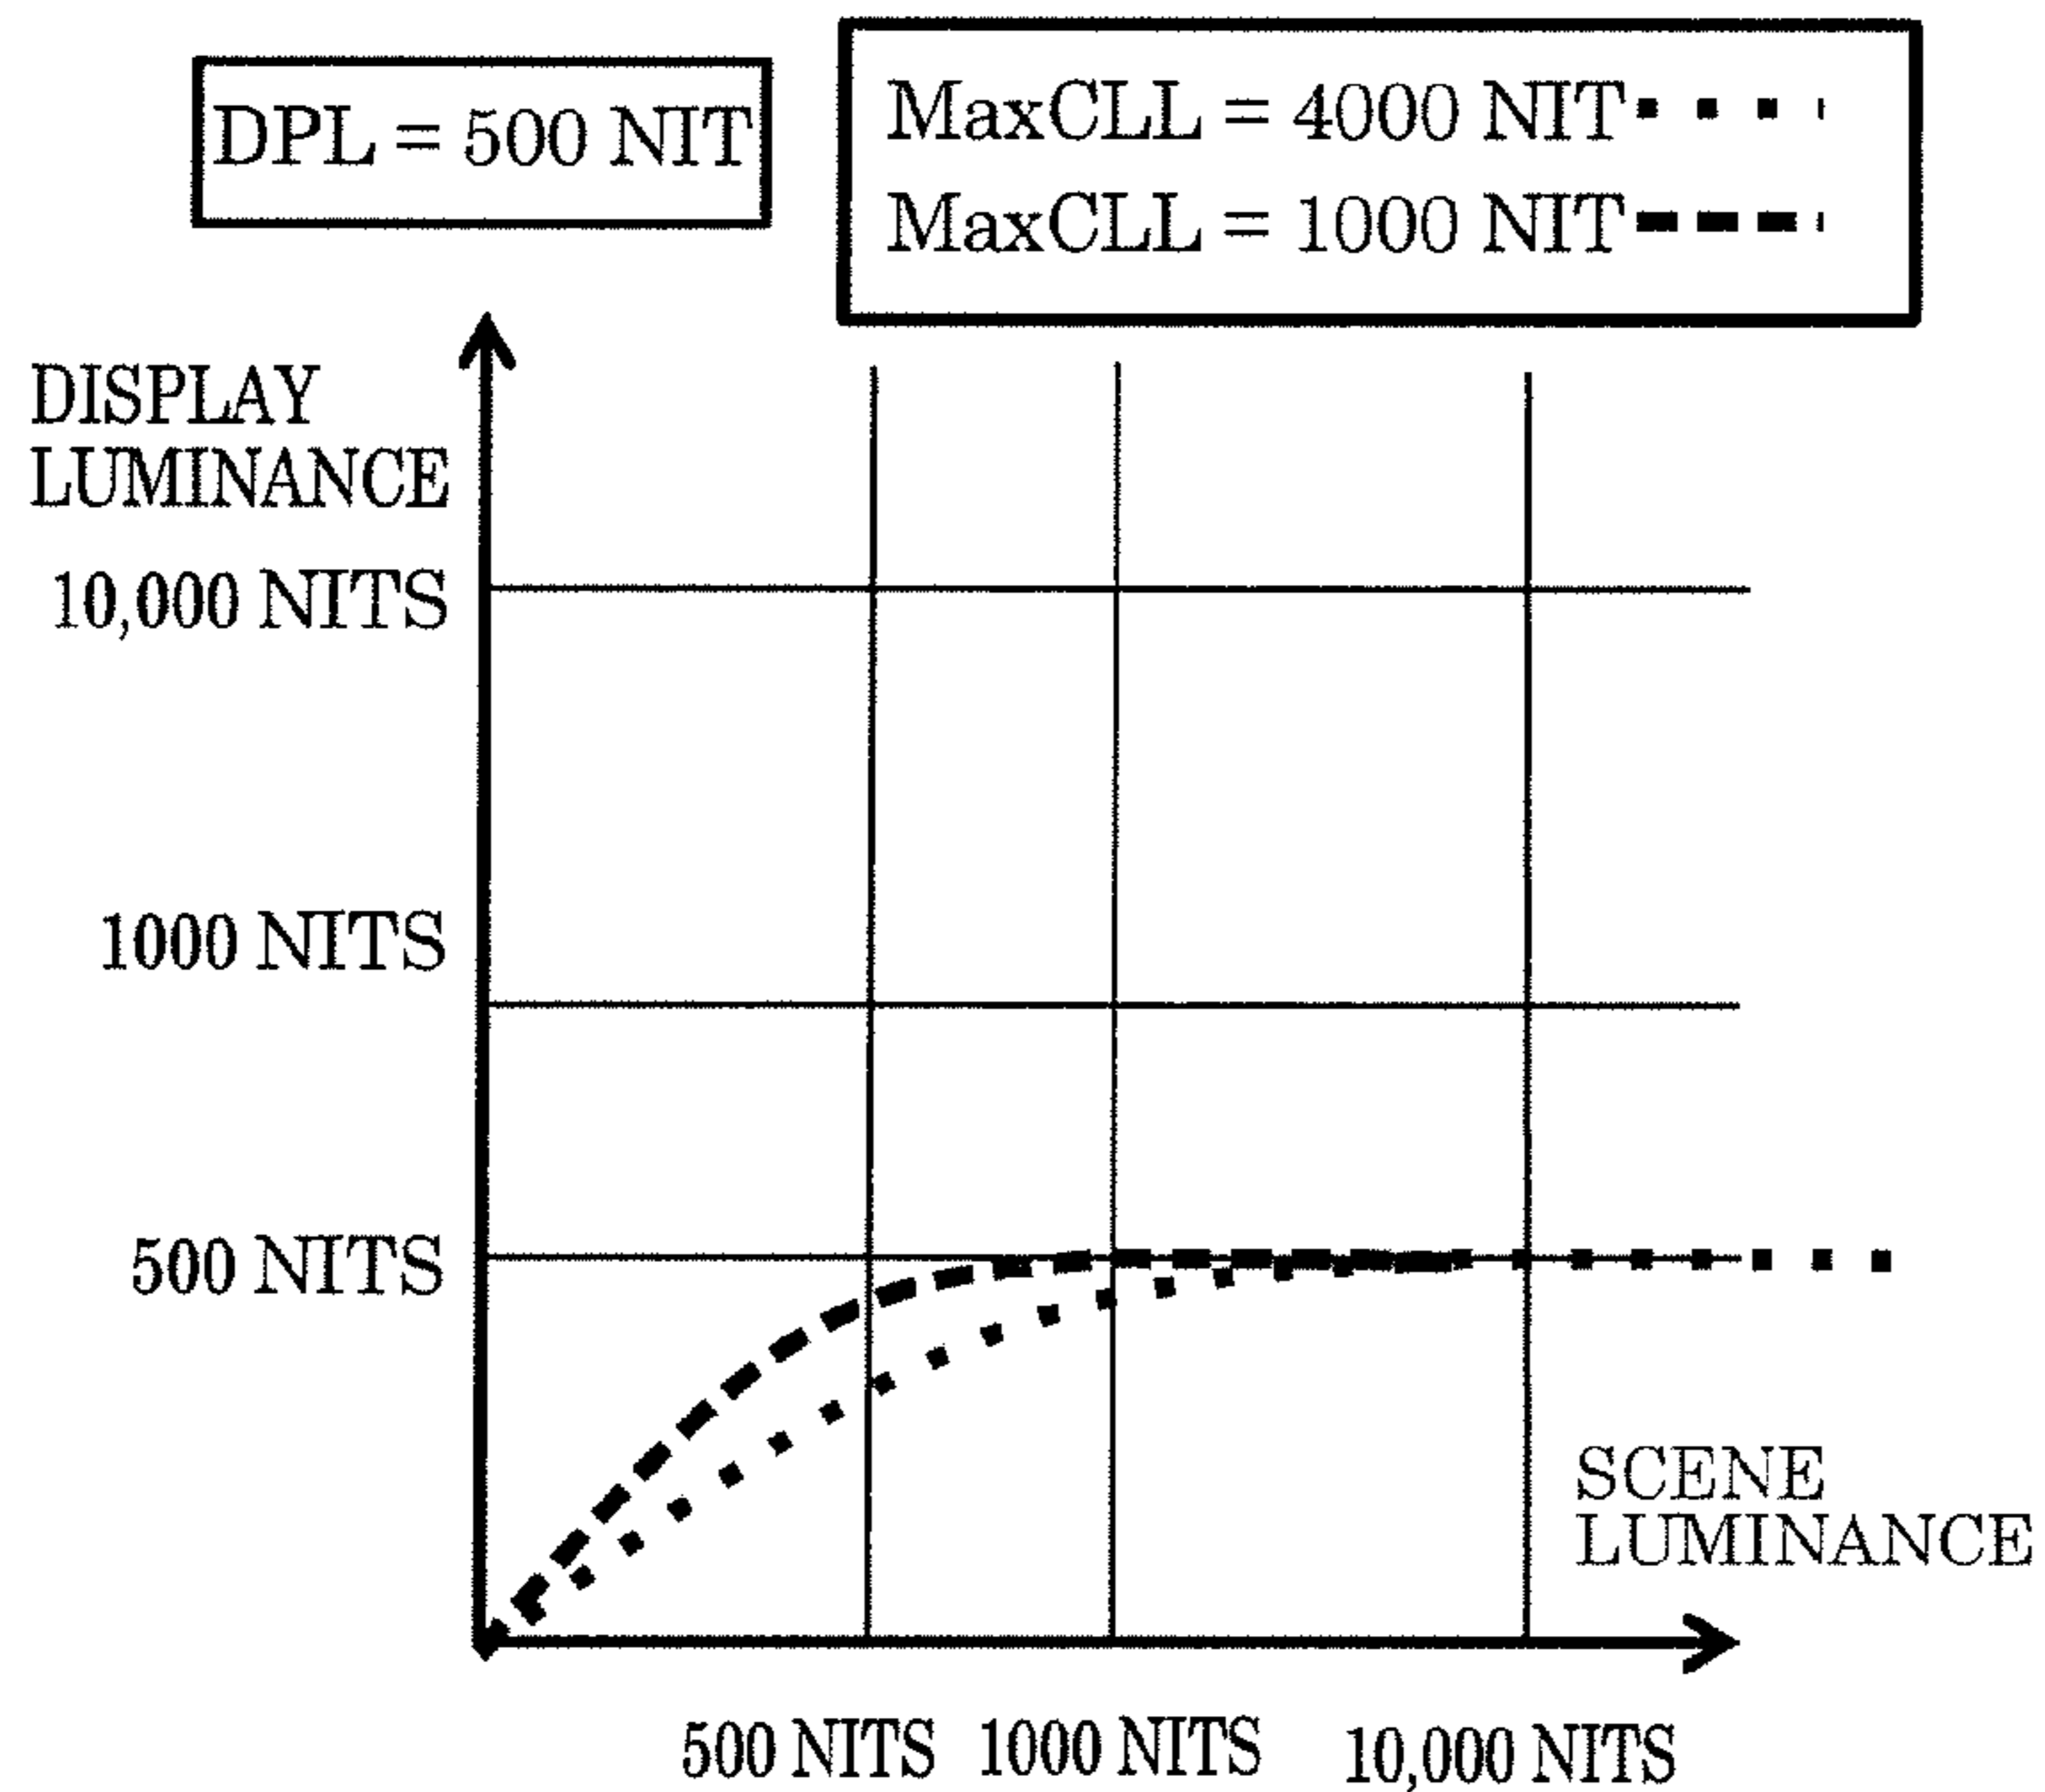 DPL = 500 NIT
MaxCLL = 4000 NIT
MaxCLL = 1000 NIT
DISPLAY
LUMINANCE
10,000 NITS
1000 NITS
500 NITS
SCENE
LUMINANCE
500 NITS
1000 NITS
10,000 NITS